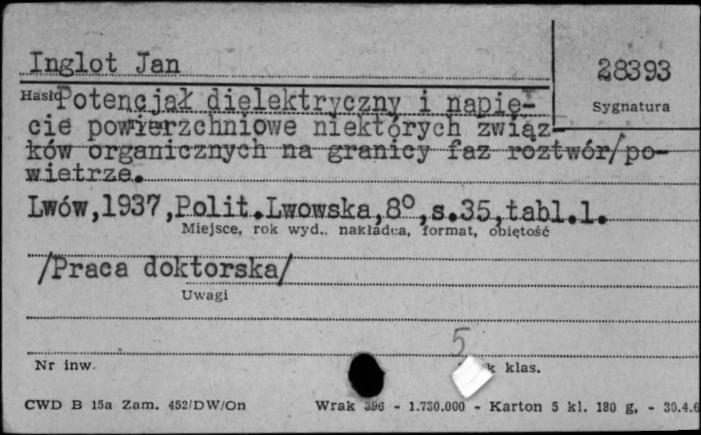 Inglot Jan
28393
Hasło
Sygnatura
Potencjał dielektryczny i napię-
cie powierzchniowe niektórych związ-
ków organicznych na granicy faz roztwór/po-
wietrze.
Lwów,1937,Polit.Lwowska,8°,s.35,tabl.1.
Miejsce, rok wyd., nakładca, format, objętość
/Praca doktorska/
Uwagi
5
Nr inw.
klas.
CWD B 15a Zam. 452/DW/On
Wrak 396 - 1.730.000 - Karton 5 kl. 180 g, - 30.4.6